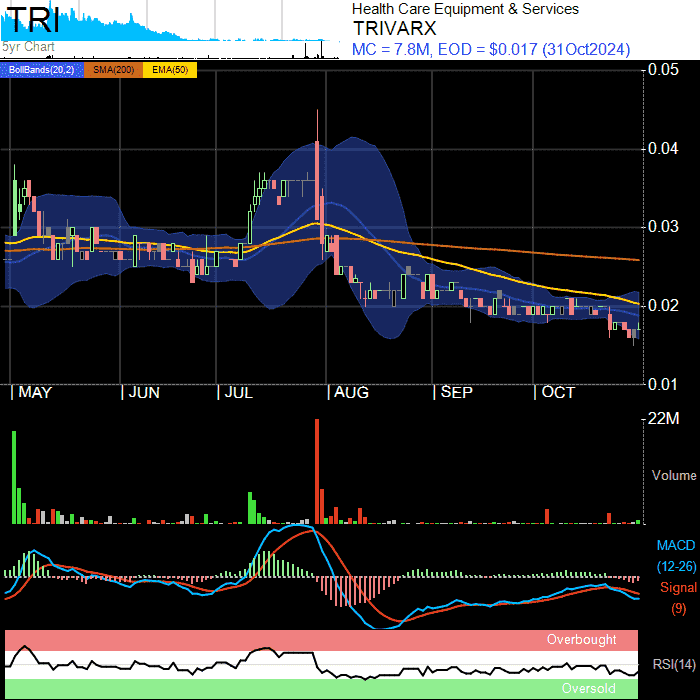 TRI
5yr Chart
Health Care Equipment & Services
TRIVARX
MC = 7.8M, EOD = $0.017 (31Oct2024)
BollBands(20,2) SMA(200) EMA(50)
0.05
0.04
0.03
0.02
0.01
MAY JUN JUL AUG SEP OCT
22M
Volume
MACD
(12-26)
Signal
(9)
Overbought
RSI(14)
Oversold